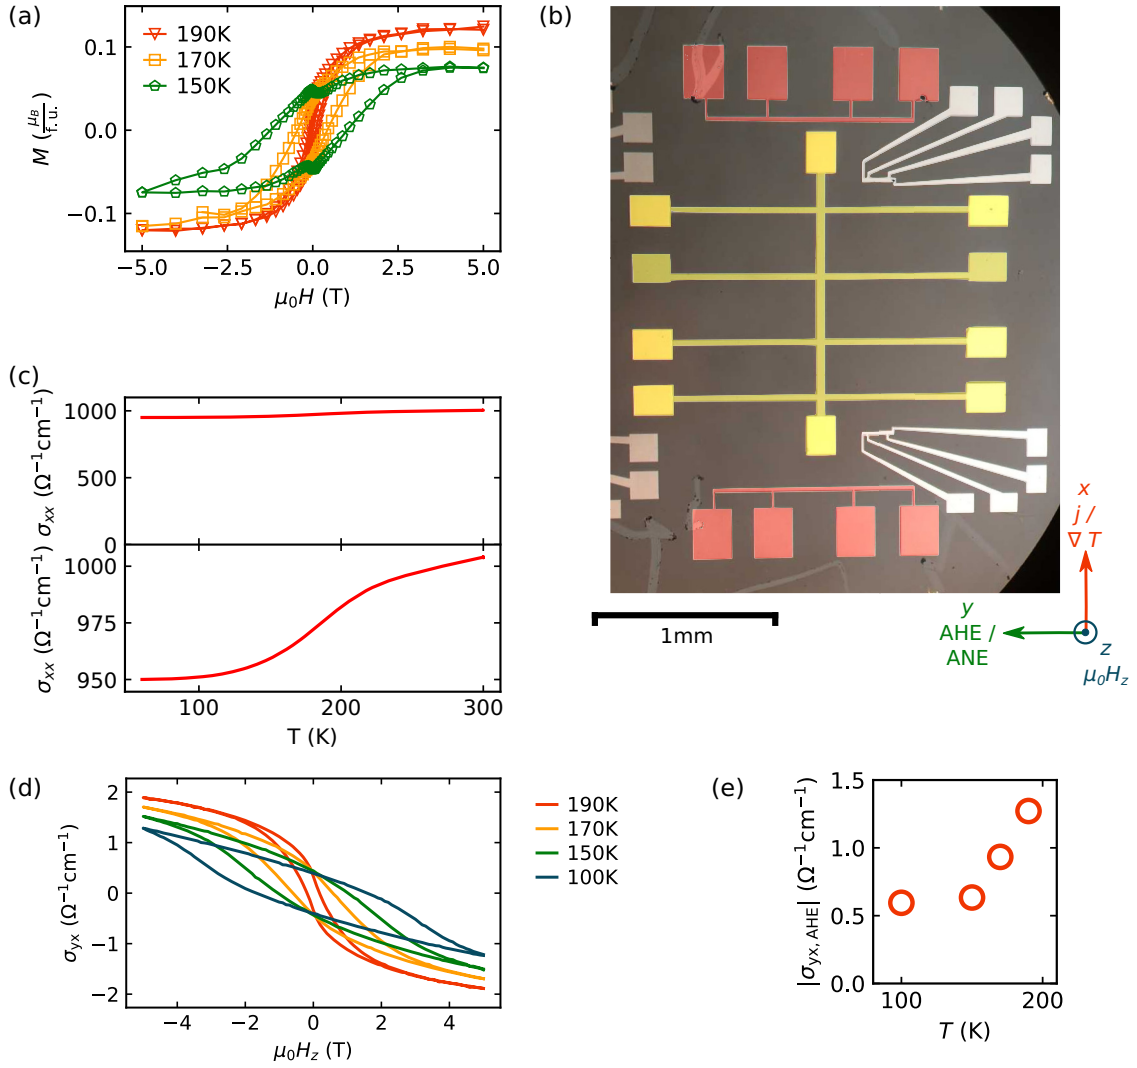 (a)
190K
170K
150K
M (μB/f.u.)
0.1
0.0
−0.1
−5.0 −2.5 0.0 2.5 5.0
μ0H (T)
(b)
1mm
x
j /
∇ T
y
AHE /
ANE
z
μ0Hz
(c)
σxx (Ω−1cm−1)
1000
500
0
σxx (Ω−1cm−1)
1000
975
950
100 200 300
T (K)
(d)
σyx (Ω−1cm−1)
2
1
0
−1
−2
−4 −2 0 2 4
μ0Hz (T)
190K
170K
150K
100K
(e)
|σyx, AHE| (Ω−1cm−1)
1.5
1.0
0.5
0.0
100 200
T (K)